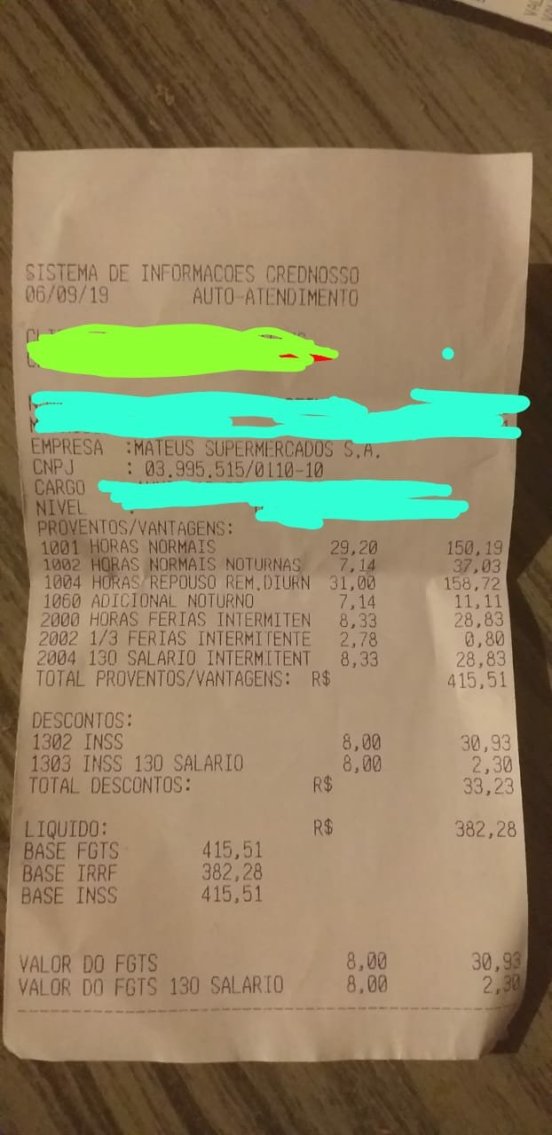 SISTEMA DE INFORMACOES CREDNOSSO
06/09/19 AUTO-ATENDIMENTO
EMPRESA :MATEUS SUPERMERCADOS S.A.
CNPJ : 03.995.515/0110-10
CARGO
NIVEL :
PROVENTOS/VANTAGENS:
1001 HORAS NORMAIS 29,20 150,19
1002 HORAS NORMAIS NOTURNAS 7,14 37,03
1004 HORAS REPOUSO REM.DIURN 31,00 158,72
1060 ADICIONAL NOTURNO 7,14 11,11
2000 HORAS FERIAS INTERMITEN 8,33 28,83
2002 1/3 FERIAS INTERMITENTE 2,78 0,80
2004 13O SALARIO INTERMITENT 8,33 28,83
TOTAL PROVENTOS/VANTAGENS: R$ 415,51
DESCONTOS:
1302 INSS 8,00 30,93
1303 INSS 13O SALARIO 8,00 2,30
TOTAL DESCONTOS: R$ 33,23
LIQUIDO: R$ 382,28
BASE FGTS 415,51
BASE IRRF 382,28
BASE INSS 415,51
VALOR DO FGTS 8,00 30,93
VALOR DO FGTS 13O SALARIO 8,00 2,30